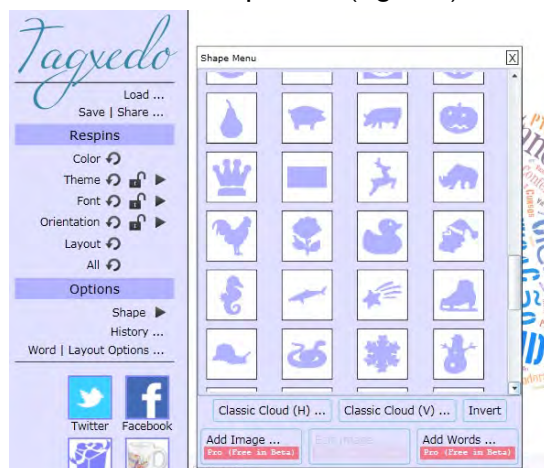 Tagxedo
Load ...
Save | Share ...
Respins
Color
Theme
Font
Orientation
Layout
All
Options
Shape
History ...
Word | Layout Options ...
Twitter
Facebook
Shape Menu
X
Classic Cloud (H) ...
Classic Cloud (V) ...
Invert
Add Image ...
Pro (Free in Beta)
Add Words ...
Pro (Free in Beta)